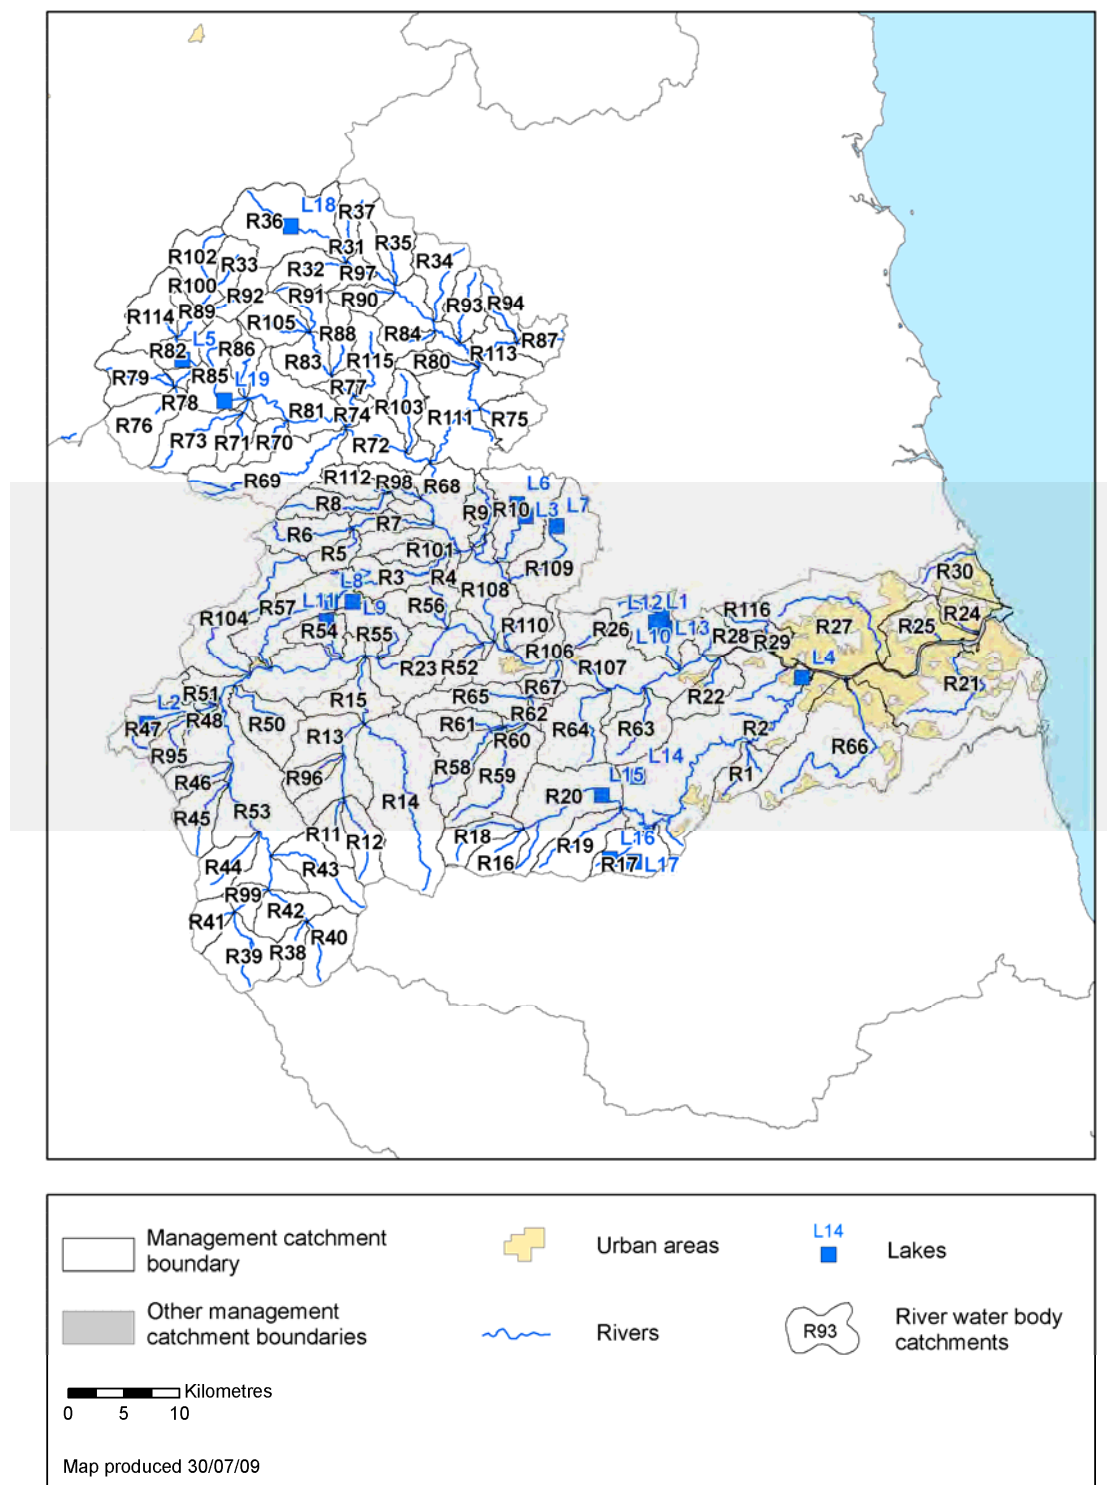 L18
R36
R37
R31
R35
R102
R33
R34
R32
R97
R100
R92
R91
R90
R93
R94
R114
R89
R105
R88
R84
R87
L5
R82
R86
R83
R115
R80
R113
R79
R85
L19
R77
R78
R81
R74
R103
R111
R75
R76
R73
R71
R70
R72
R69
R112
R98
R68
L6
R8
R9
R10
L3
L7
R6
R7
R5
R101
R109
R30
L8
R3
R4
R108
L11
L9
R57
R56
L12
L1
R116
R24
R104
R54
R55
R110
R26
L10
L13
R28
R29
R27
R25
R106
L4
R23
R52
R107
R21
R51
L2
R15
R65
R67
R22
R47
R48
R50
R61
R62
R64
R63
R2
R13
R60
R66
R95
L14
R46
R96
R58
R59
L15
R1
R20
R14
R45
R53
R11
R12
R18
R19
L16
R44
R43
R16
R17
L17
R99
R42
R41
R40
R39
R38
Management catchment
boundary
Urban areas
L14
Lakes
Other management
catchment boundaries
Rivers
R93
River water body
catchments
Kilometres
0 5 10
Map produced 30/07/09